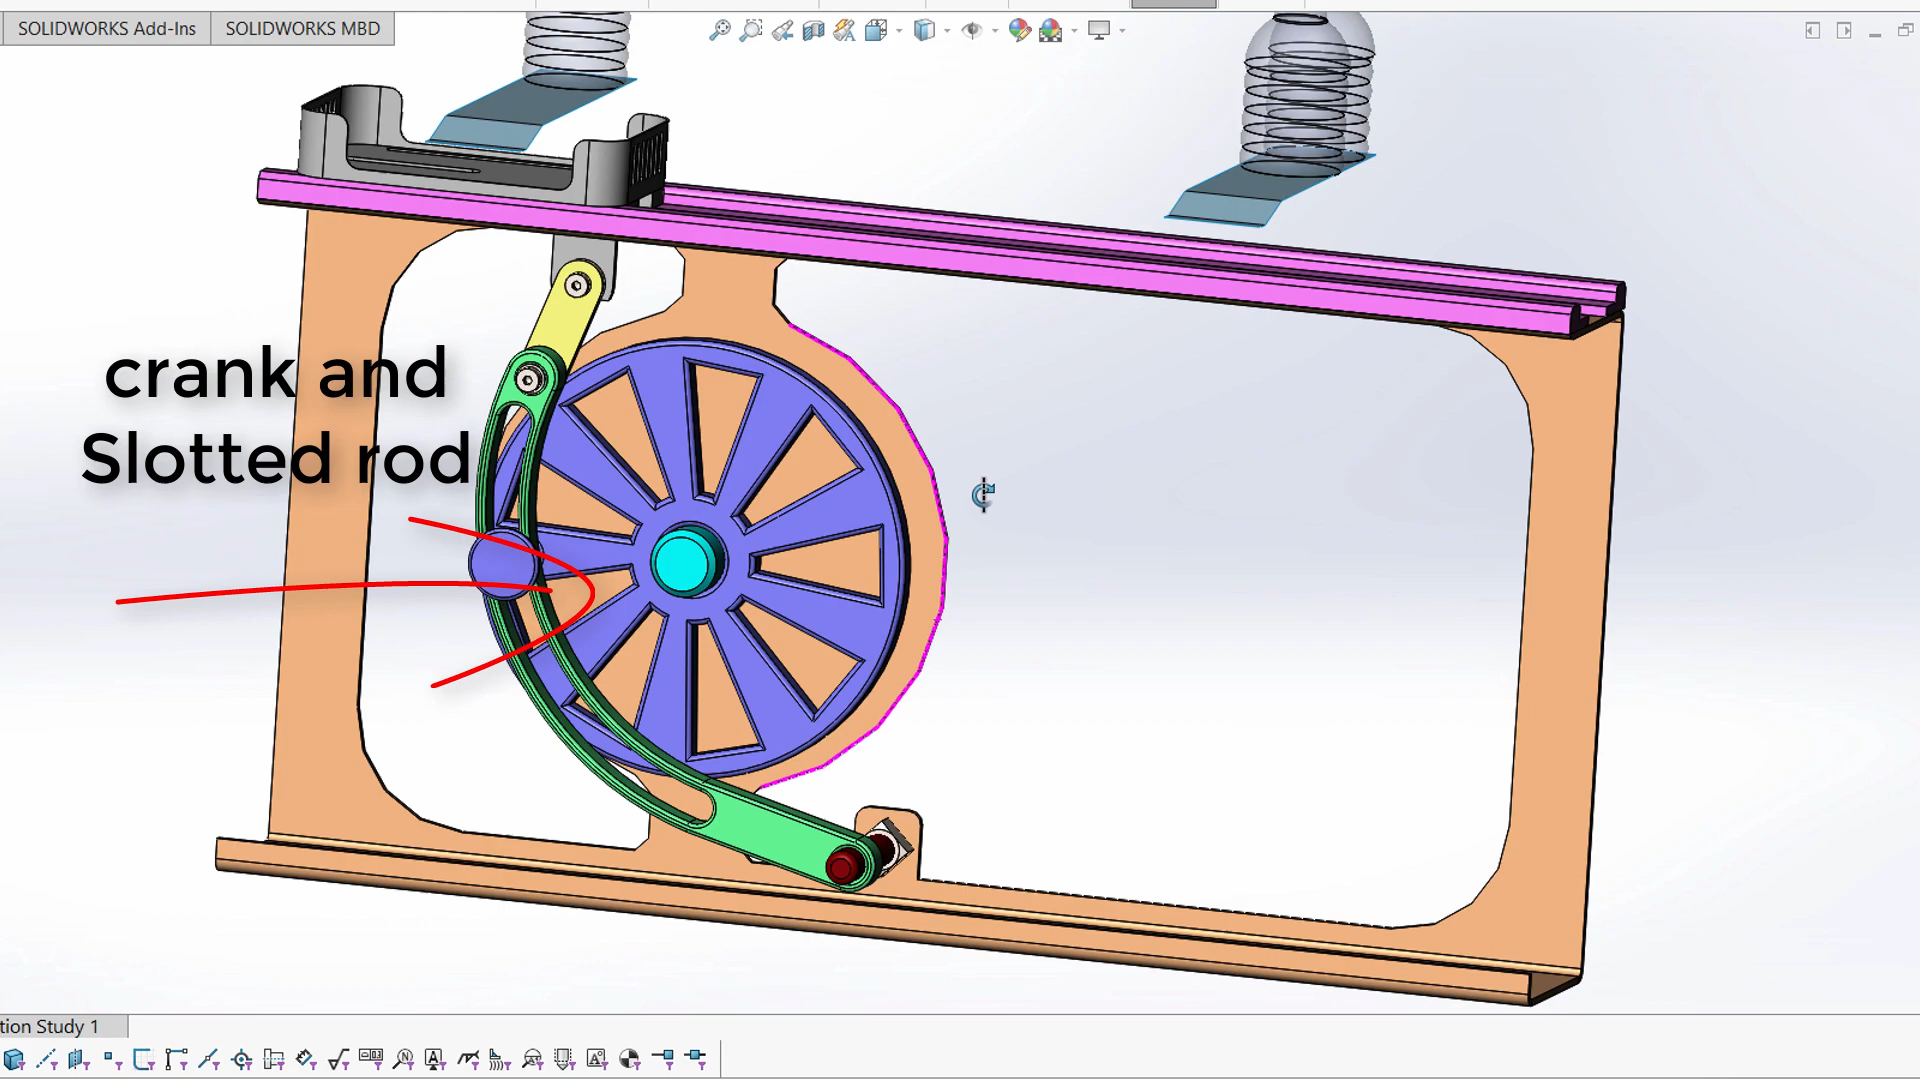 SOLIDWORKS Add-Ins
SOLIDWORKS MBD
crank and
Slotted rod
tion Study 1